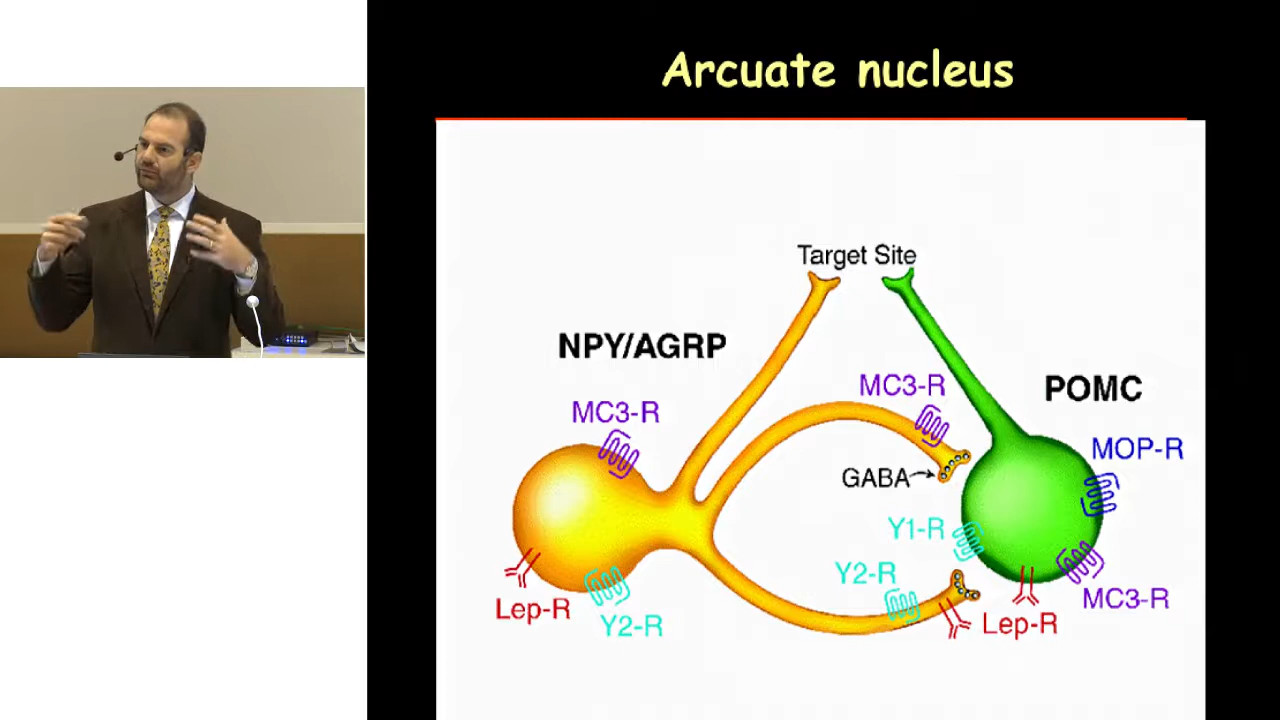 Arcuate nucleus
Target Site
NPY/AGRP
MC3-R
MC3-R
POMC
MOP-R
GABA
Y1-R
Y2-R
Lep-R
Y2-R
Lep-R
MC3-R